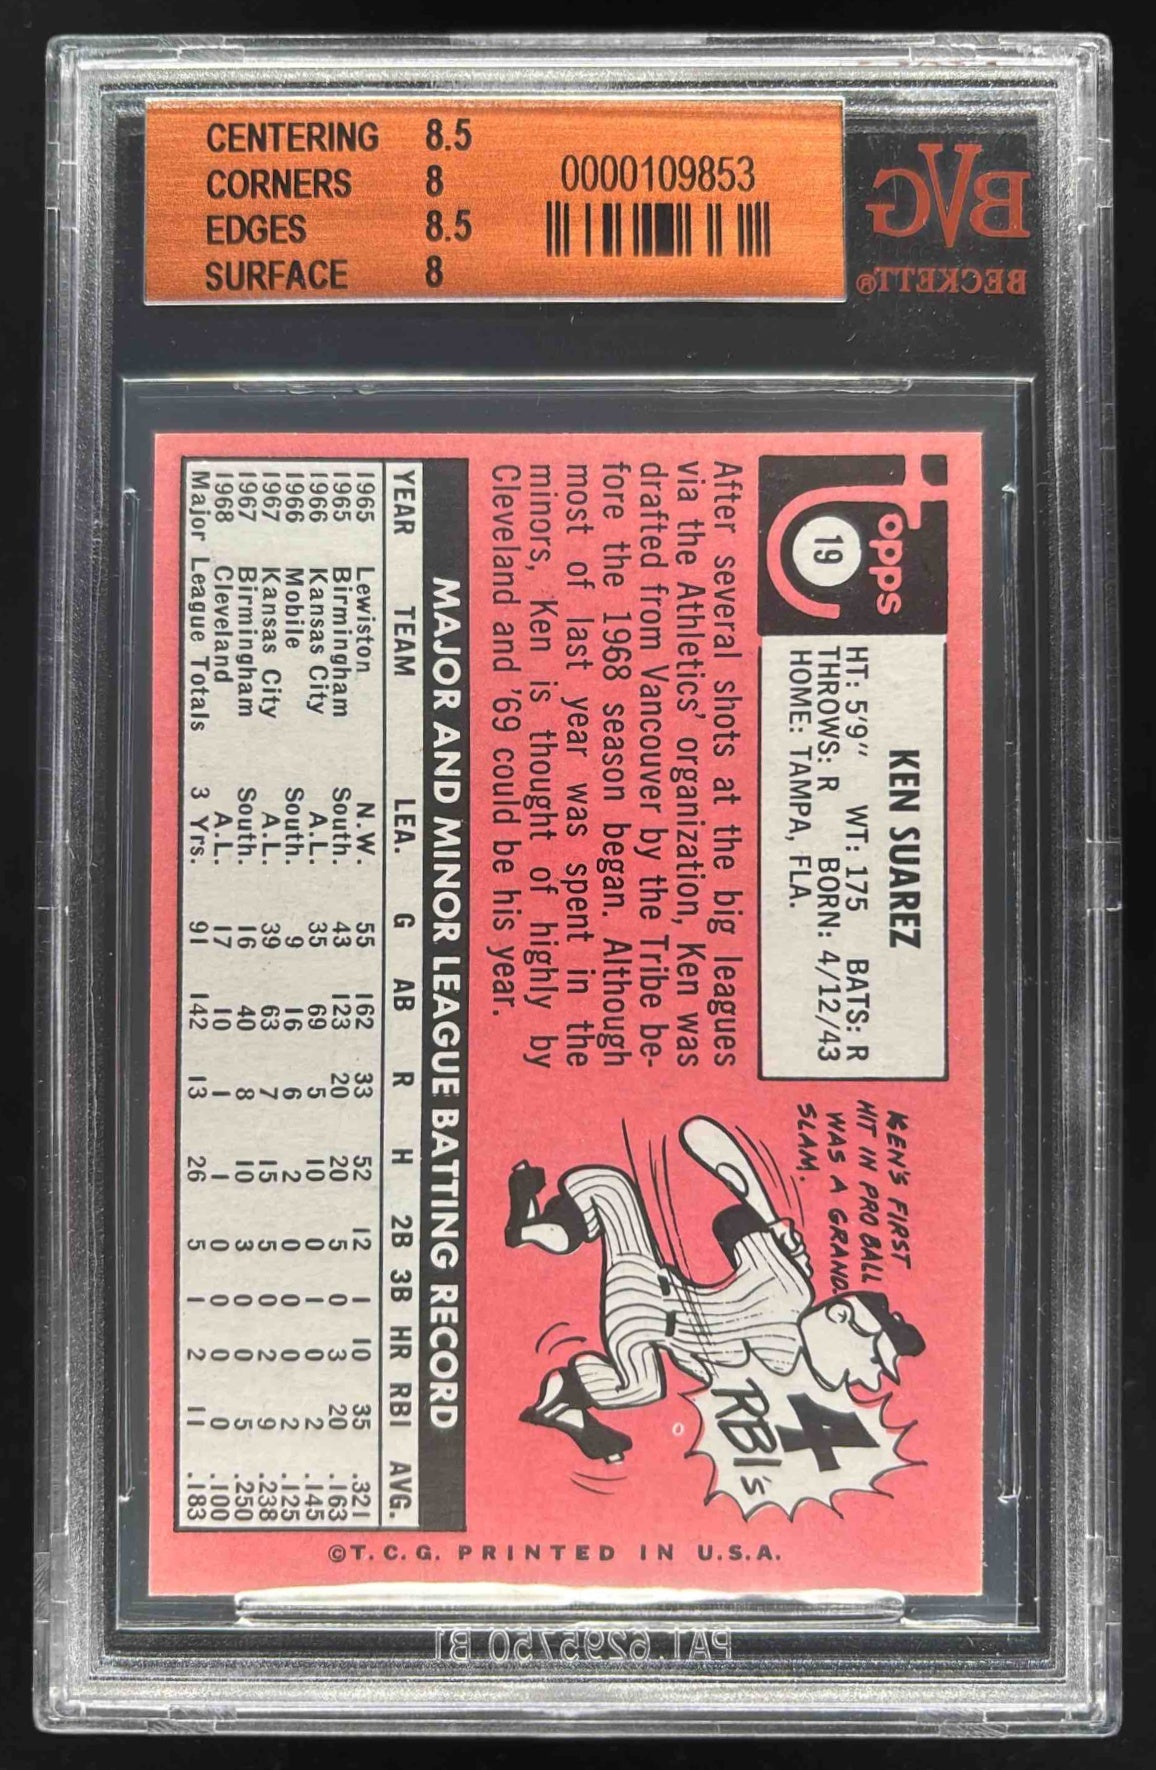 CENTERING 8.5
CORNERS 8
EDGES 8.5
SURFACE 8
0000109853
BVG
BECKETT®
Topps
19
KEN SUAREZ
HT: 5'9" WT: 175 BATS: R
THROWS: R BORN: 4/12/43
HOME: TAMPA, FLA.
After several shots at the big leagues
via the Athletics' organization, Ken was
drafted from Vancouver by the Tribe be-
fore the 1968 season began. Although
most of last year was spent in the
minors, Ken is thought of highly by
Cleveland and '69 could be his year.
KEN'S FIRST
HIT IN PRO BALL
WAS A GRAND
SLAM.
4
RBI's
MAJOR AND MINOR LEAGUE BATTING RECORD
YEAR TEAM LEA. G AB R H 2B 3B HR RBI AVG.
1965 Lewiston N.W. 55 162 33 52 12 1 10 35 .321
1965 Birmingham South. 43 123 20 20 5 0 3 20 .163
1966 Kansas City A.L. 35 69 5 10 0 1 0 2 .145
1966 Mobile South. 9 16 6 2 0 0 0 2 .125
1967 Kansas City A.L. 39 63 7 15 5 0 2 9 .238
1967 Birmingham South. 16 40 8 10 3 0 0 5 .250
1968 Cleveland A.L. 17 10 1 1 0 0 0 0 .100
Major League Totals 3 Yrs. 91 142 13 26 5 1 2 11 .183
©T.C.G. PRINTED IN U.S.A.
PAT.6295750 B1